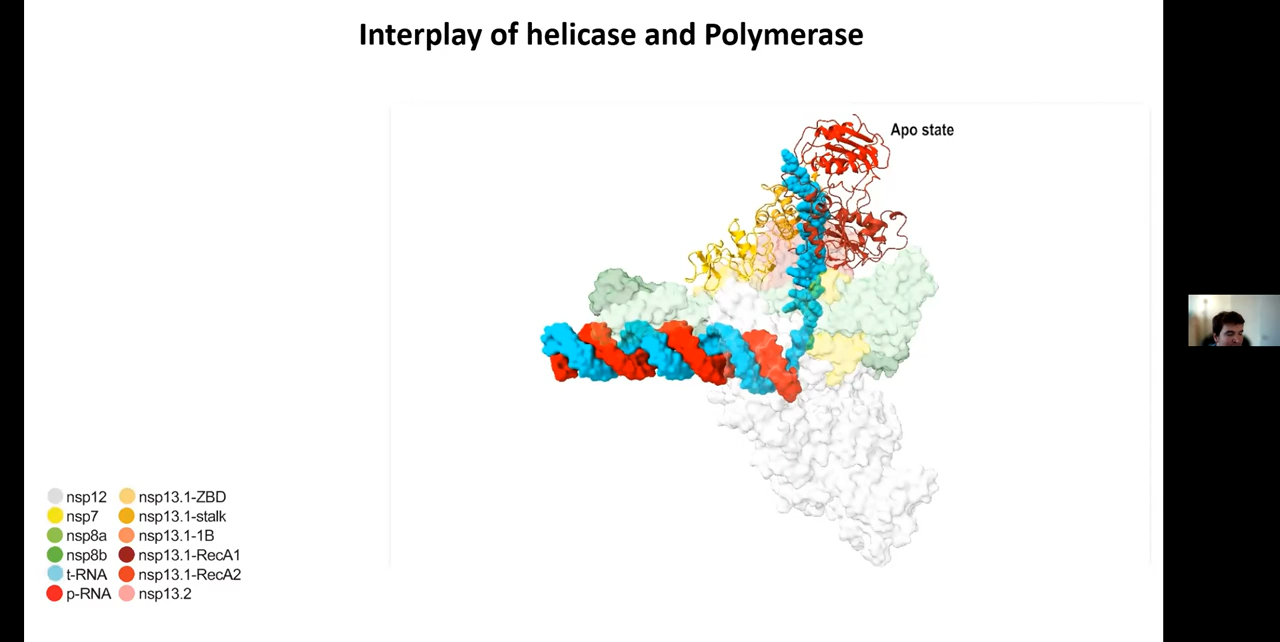 Interplay of helicase and Polymerase
Apo state
nsp12
nsp7
nsp8a
nsp8b
t-RNA
p-RNA
nsp13.1-ZBD
nsp13.1-stalk
nsp13.1-1B
nsp13.1-RecA1
nsp13.1-RecA2
nsp13.2